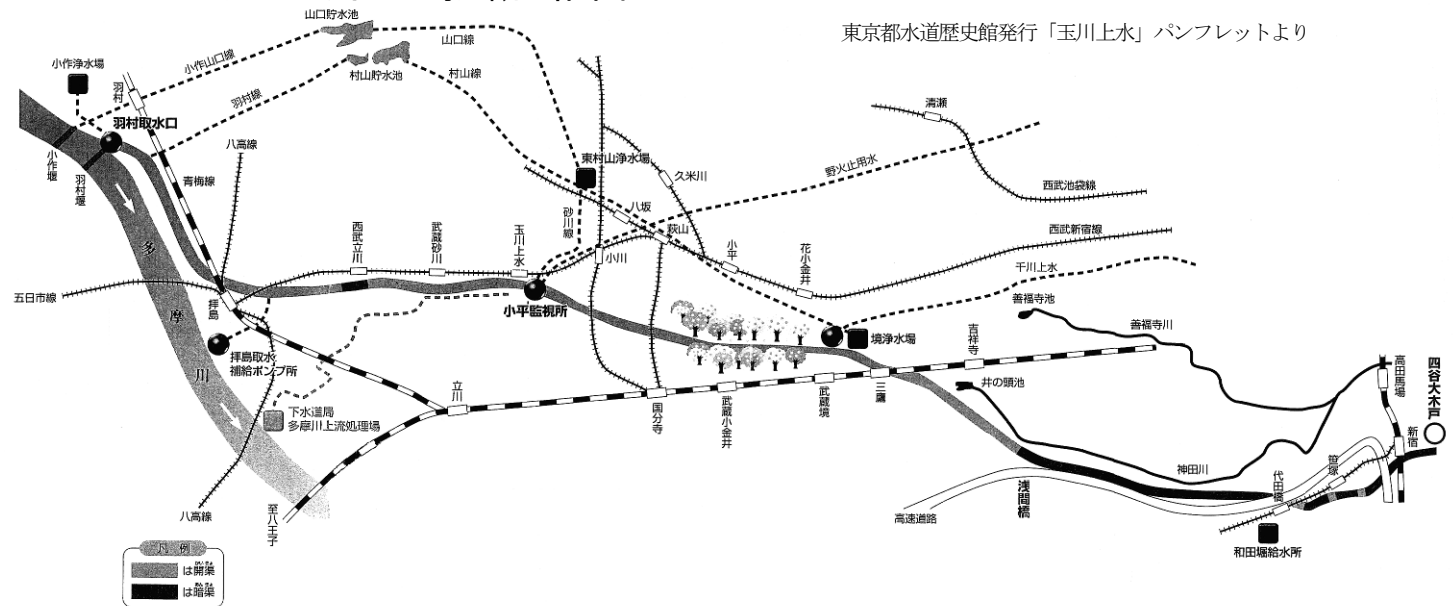 東京都水道歴史館発行「玉川上水」パンフレットより
山口貯水池
山口線
小作浄水場
小作山口線
羽村
村山貯水池
村山線
羽村線
羽村取水口
清瀬
小作堰
羽村堰
八高線
青梅線
東村山浄水場
久米川
野火止用水
西武池袋線
八坂
砂川線
萩山
西武立川
武蔵砂川
玉川上水
小川
小平
花小金井
西武新宿線
千川上水
多摩川
五日市線
拝島
小平監視所
善福寺池
善福寺川
境浄水場
吉祥寺
拝島取水
補給ポンプ所
立川
国分寺
武蔵小金井
武蔵境
三鷹
井の頭池
高田馬場
四谷大木戸
新宿
下水道局
多摩川上流処理場
神田川
代田橋
笹塚
浅間橋
高速道路
和田堀給水所
八高線
至八王子
凡例
は開渠
は暗渠